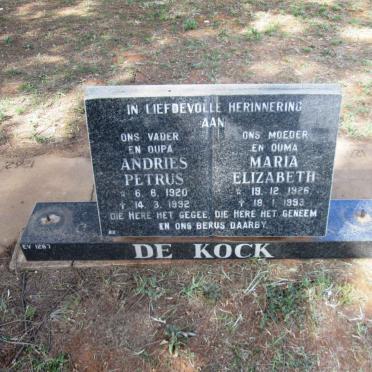 IN LIEFDEVOLLE HERINNERING
AAN
ONS VADER
EN OUPA
ANDRIES
PETRUS
☆ 6. 6. 1920
✝ 14. 3. 1992
ONS MOEDER
EN OUMA
MARIA
ELIZABETH
☆ 19. 12. 1926
✝ 18. 1. 1993
DIE HERE HET GEGEE, DIE HERE HET GENEEM
EN ONS BERUS DAARBY.
DE KOCK
EV 1267